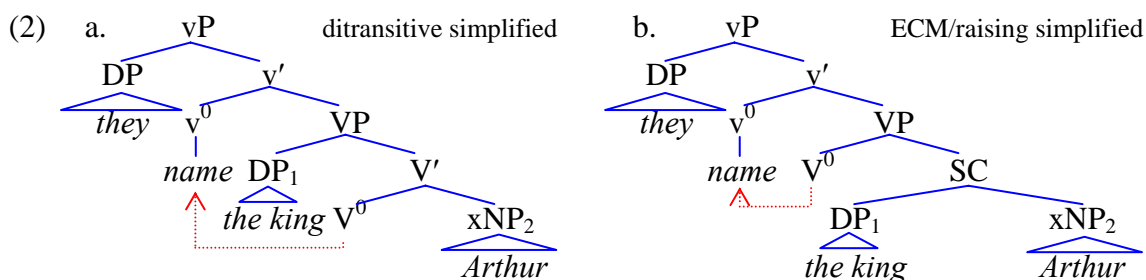 (2) a. vP ditransitive simplified b. vP ECM/raising simplified
DP v′ DP v′
they v⁰ VP they v⁰ VP
name DP₁ V′ name V⁰ SC
the king V⁰ xNP₂ DP₁ xNP₂
Arthur the king Arthur